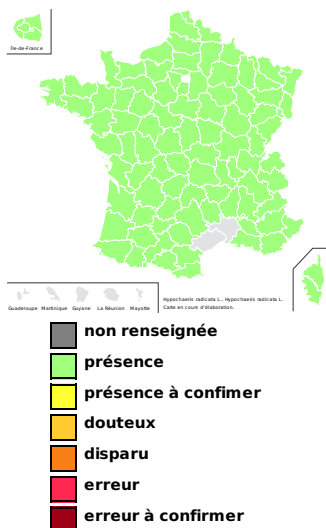 Île-de-France
Guadeloupe Martinique Guyane La Réunion Mayotte
Hypochaeris radicata L., Hypochaeris radicata L.
Carte en cours d'élaboration.
non renseignée
présence
présence à confimer
douteux
disparu
erreur
erreur à confirmer